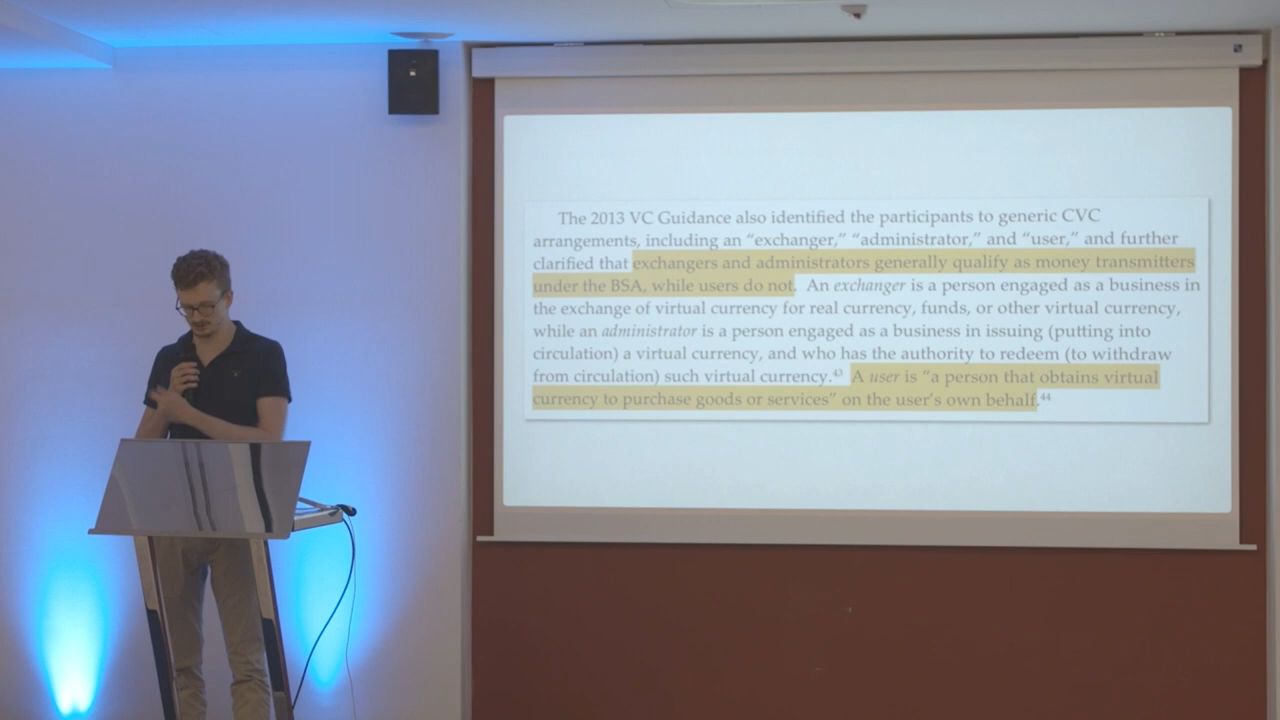 The 2013 VC Guidance also identified the participants to generic CVC
arrangements, including an “exchanger,” “administrator,” and “user,” and further
clarified that exchangers and administrators generally qualify as money transmitters
under the BSA, while users do not. An exchanger is a person engaged as a business in
the exchange of virtual currency for real currency, funds, or other virtual currency,
while an administrator is a person engaged as a business in issuing (putting into
circulation) a virtual currency, and who has the authority to redeem (to withdraw
from circulation) such virtual currency.⁴³ A user is “a person that obtains virtual
currency to purchase goods or services” on the user’s own behalf.⁴⁴